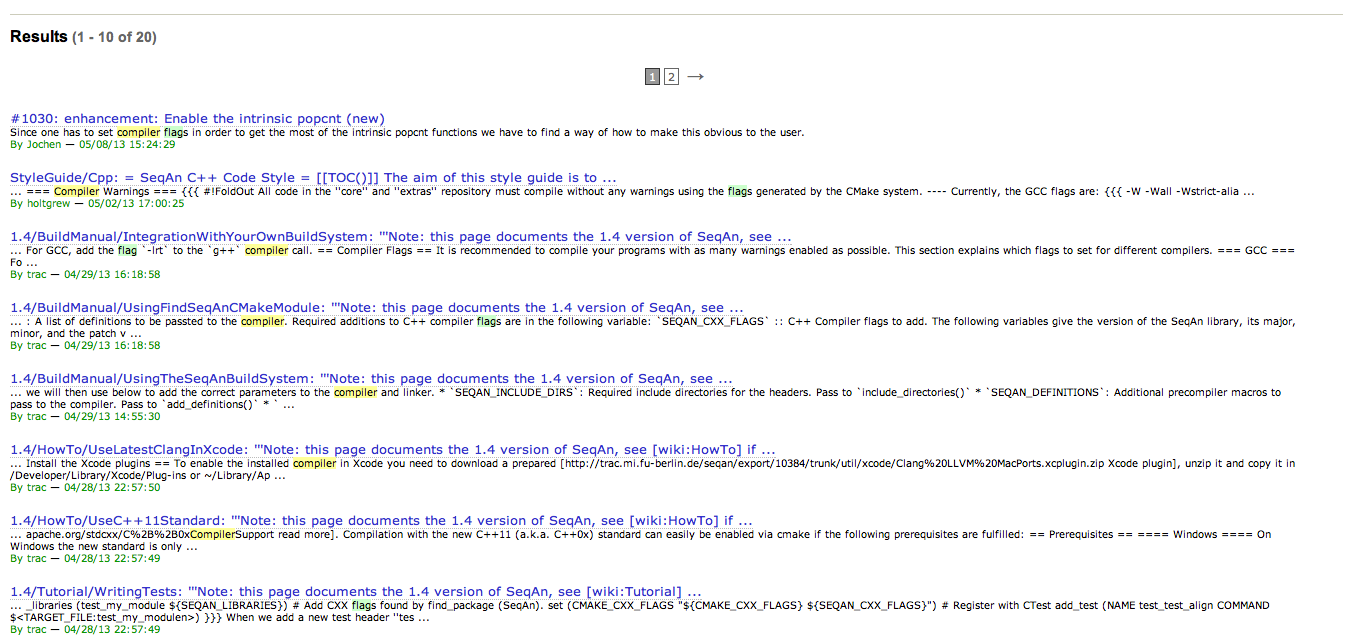 Results (1 - 10 of 20)
1 2 →
#1030: enhancement: Enable the intrinsic popcnt (new)
Since one has to set compiler flags in order to get the most of the intrinsic popcnt functions we have to find a way of how to make this obvious to the user.
By Jochen — 05/08/13 15:24:29
StyleGuide/Cpp: = SeqAn C++ Code Style = [[TOC()]] The aim of this style guide is to ...
... === Compiler Warnings === {{{ #!FoldOut All code in the ''core'' and ''extras'' repository must compile without any warnings using the flags generated by the CMake system. ---- Currently, the GCC flags are: {{{ -W -Wall -Wstrict-alia ...
By holtgrew — 05/02/13 17:00:25
1.4/BuildManual/IntegrationWithYourOwnBuildSystem: '''Note: this page documents the 1.4 version of SeqAn, see ...
... For GCC, add the flag `-lrt` to the `g++` compiler call. == Compiler Flags == It is recommended to compile your programs with as many warnings enabled as possible. This section explains which flags to set for different compilers. === GCC ===
Fo ...
By trac — 04/29/13 16:18:58
1.4/BuildManual/UsingFindSeqAnCMakeModule: '''Note: this page documents the 1.4 version of SeqAn, see ...
... : A list of definitions to be passted to the compiler. Required additions to C++ compiler flags are in the following variable: `SEQAN_CXX_FLAGS` :: C++ Compiler flags to add. The following variables give the version of the SeqAn library, its major,
minor, and the patch v ...
By trac — 04/29/13 16:18:58
1.4/BuildManual/UsingTheSeqAnBuildSystem: '''Note: this page documents the 1.4 version of SeqAn, see ...
... we will then use below to add the correct parameters to the compiler and linker. * `SEQAN_INCLUDE_DIRS`: Required include directories for the headers. Pass to `include_directories()` * `SEQAN_DEFINITIONS`: Additional precompiler macros to
pass to the compiler. Pass to `add_definitions()` * ` ...
By trac — 04/29/13 14:55:30
1.4/HowTo/UseLatestClangInXcode: '''Note: this page documents the 1.4 version of SeqAn, see [wiki:HowTo] if ...
... Install the Xcode plugins == To enable the installed compiler in Xcode you need to download a prepared [http://trac.mi.fu-berlin.de/seqan/export/10384/trunk/util/xcode/Clang%20LLVM%20MacPorts.xcplugin.zip Xcode plugin], unzip it and copy it in
/Developer/Library/Xcode/Plug-ins or ~/Library/Ap ...
By trac — 04/28/13 22:57:50
1.4/HowTo/UseC++11Standard: '''Note: this page documents the 1.4 version of SeqAn, see [wiki:HowTo] if ...
... apache.org/stdcxx/C%2B%2B0xCompilerSupport read more]. Compilation with the new C++11 (a.k.a. C++0x) standard can easily be enabled via cmake if the following prerequisites are fulfilled: == Prerequisites == ==== Windows ==== On
Windows the new standard is only ...
By trac — 04/28/13 22:57:49
1.4/Tutorial/WritingTests: '''Note: this page documents the 1.4 version of SeqAn, see [wiki:Tutorial] ...
... _libraries (test_my_module ${SEQAN_LIBRARIES}) # Add CXX flags found by find_package (SeqAn). set (CMAKE_CXX_FLAGS "${CMAKE_CXX_FLAGS} ${SEQAN_CXX_FLAGS}") # Register with CTest add_test (NAME test_test_align COMMAND
$<TARGET_FILE:test_my_modulen>) }}} When we add a new test header ''tes ...
By trac — 04/28/13 22:57:49